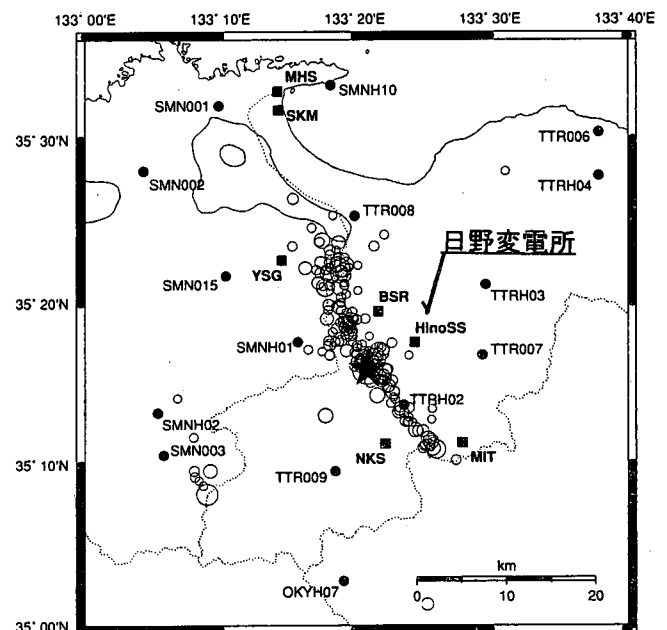 133° 00'E 133° 10'E 133° 20'E 133° 30'E 133° 40'E
MHS
SMNH10
SMN001
SKM
TTR006
35° 30'N
SMN002
TTRH04
TTR008
日野変電所
YSG
SMN015
TTRH03
BSR
35° 20'N
HinoSS
SMNH01
TTR007
TTRH02
SMNH02
SMN003
NKS
MIT
35° 10'N
TTR009
km
OKYH07
0 10 20
35° 00'N